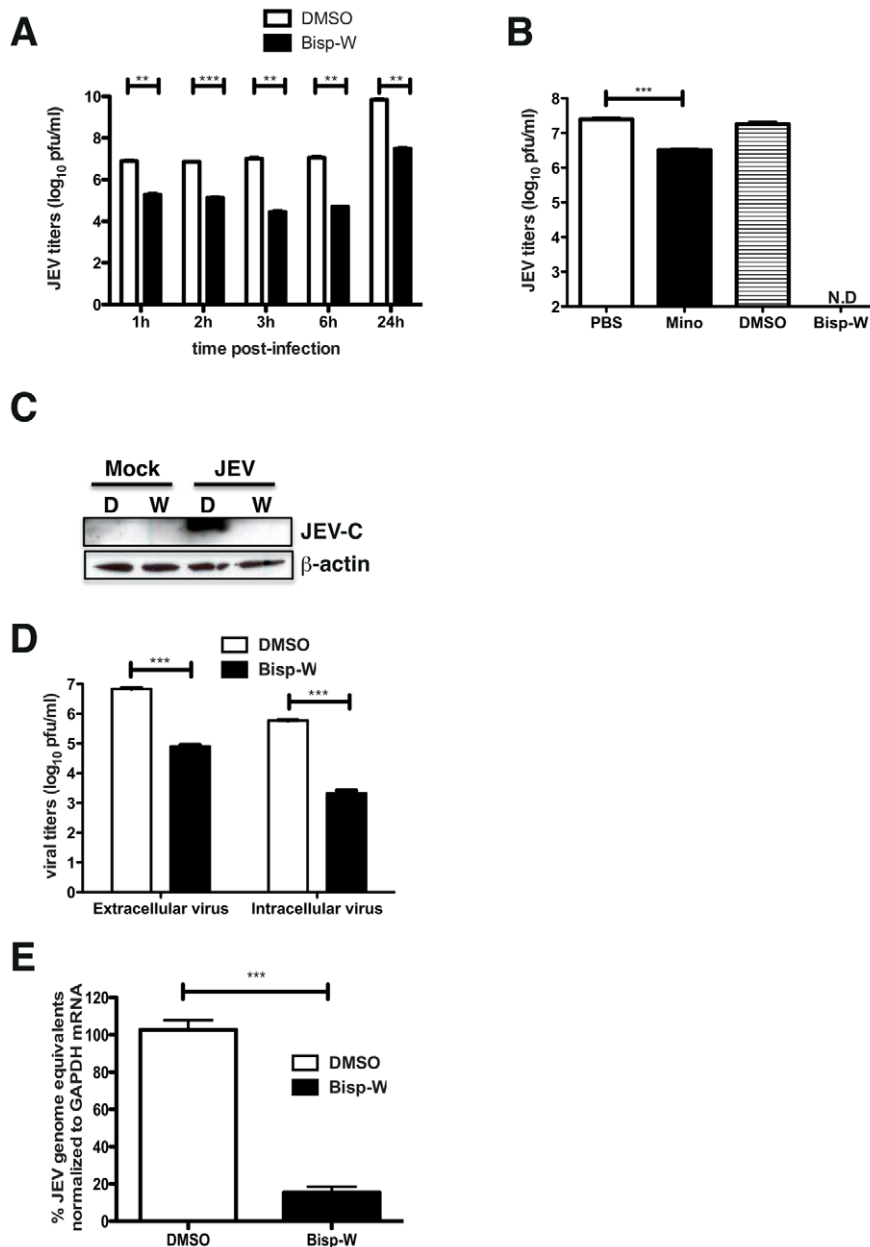 A
DMSO
Bisp-W
** *** ** ** **
JEV titers (log10 pfu/ml)
10
8
6
4
2
0
1h 2h 3h 6h 24h
time post-infection
B
***
JEV titers (log10 pfu/ml)
8
7
6
5
4
3
2
N.D
PBS Mino DMSO Bisp-W
C
Mock JEV
D W D W
JEV-C
β-actin
D
DMSO
Bisp-W
***
***
viral titers (log10 pfu/ml)
7
6
5
4
3
2
1
0
Extracellular virus Intracellular virus
E
***
% JEV genome equivalents
normalized to GAPDH mRNA
120
100
80
60
40
20
0
DMSO
Bisp-W
DMSO Bisp-W